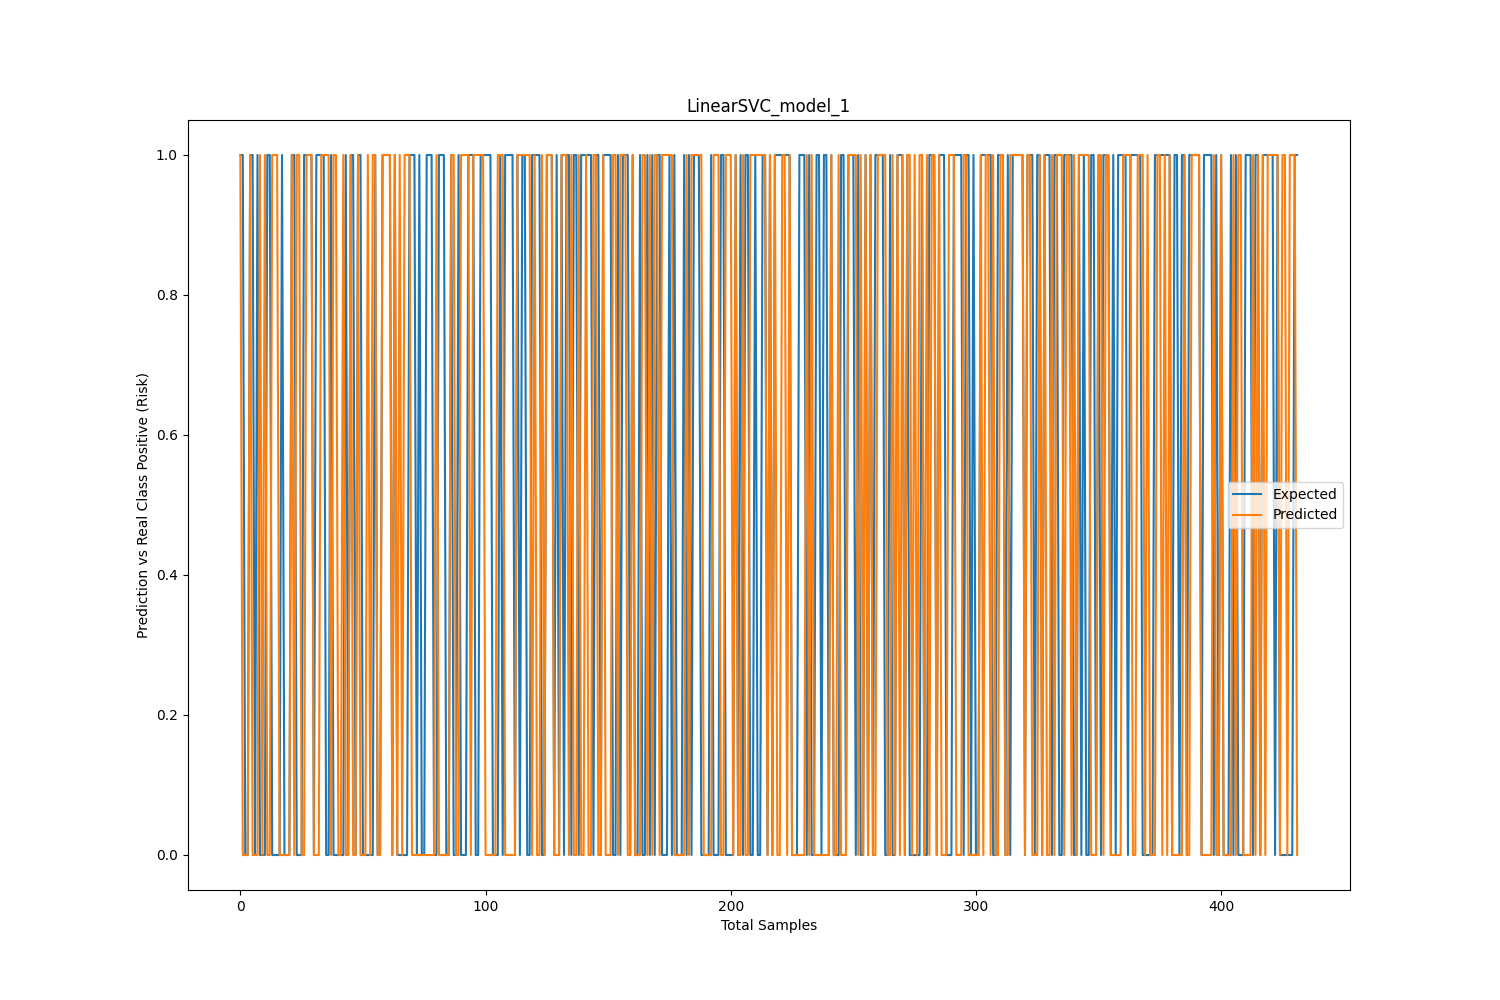 LinearSVC_model_1
1.0
0.8
0.6
0.4
0.2
0.0
Prediction vs Real Class Positive (Risk)
Expected
Predicted
0
100
200
300
400
Total Samples